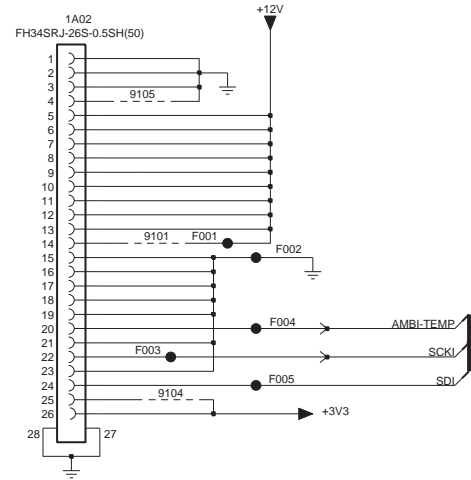 +12V
1A02
FH34SRJ-26S-0.5SH(50)
1
2
3
4 9105
5
6
7
8
9
10
11
12
13
14 9101 F001
15 F002
16
17
18
19
20 F004 AMBI-TEMP
21
22 F003 SCKI
23
24 F005 SDI
25 9104
26 +3V3
28 27